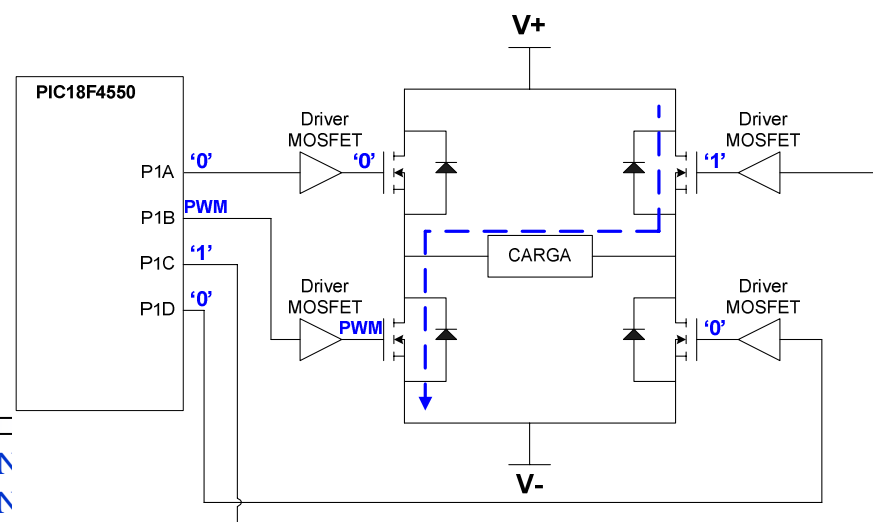 V+
PIC18F4550
Driver
MOSFET
Driver
MOSFET
P1A
'0'
'0'
'1'
P1B
PWM
P1C
'1'
CARGA
P1D
'0'
Driver
MOSFET
Driver
MOSFET
PWM
'0'
V-
N
N